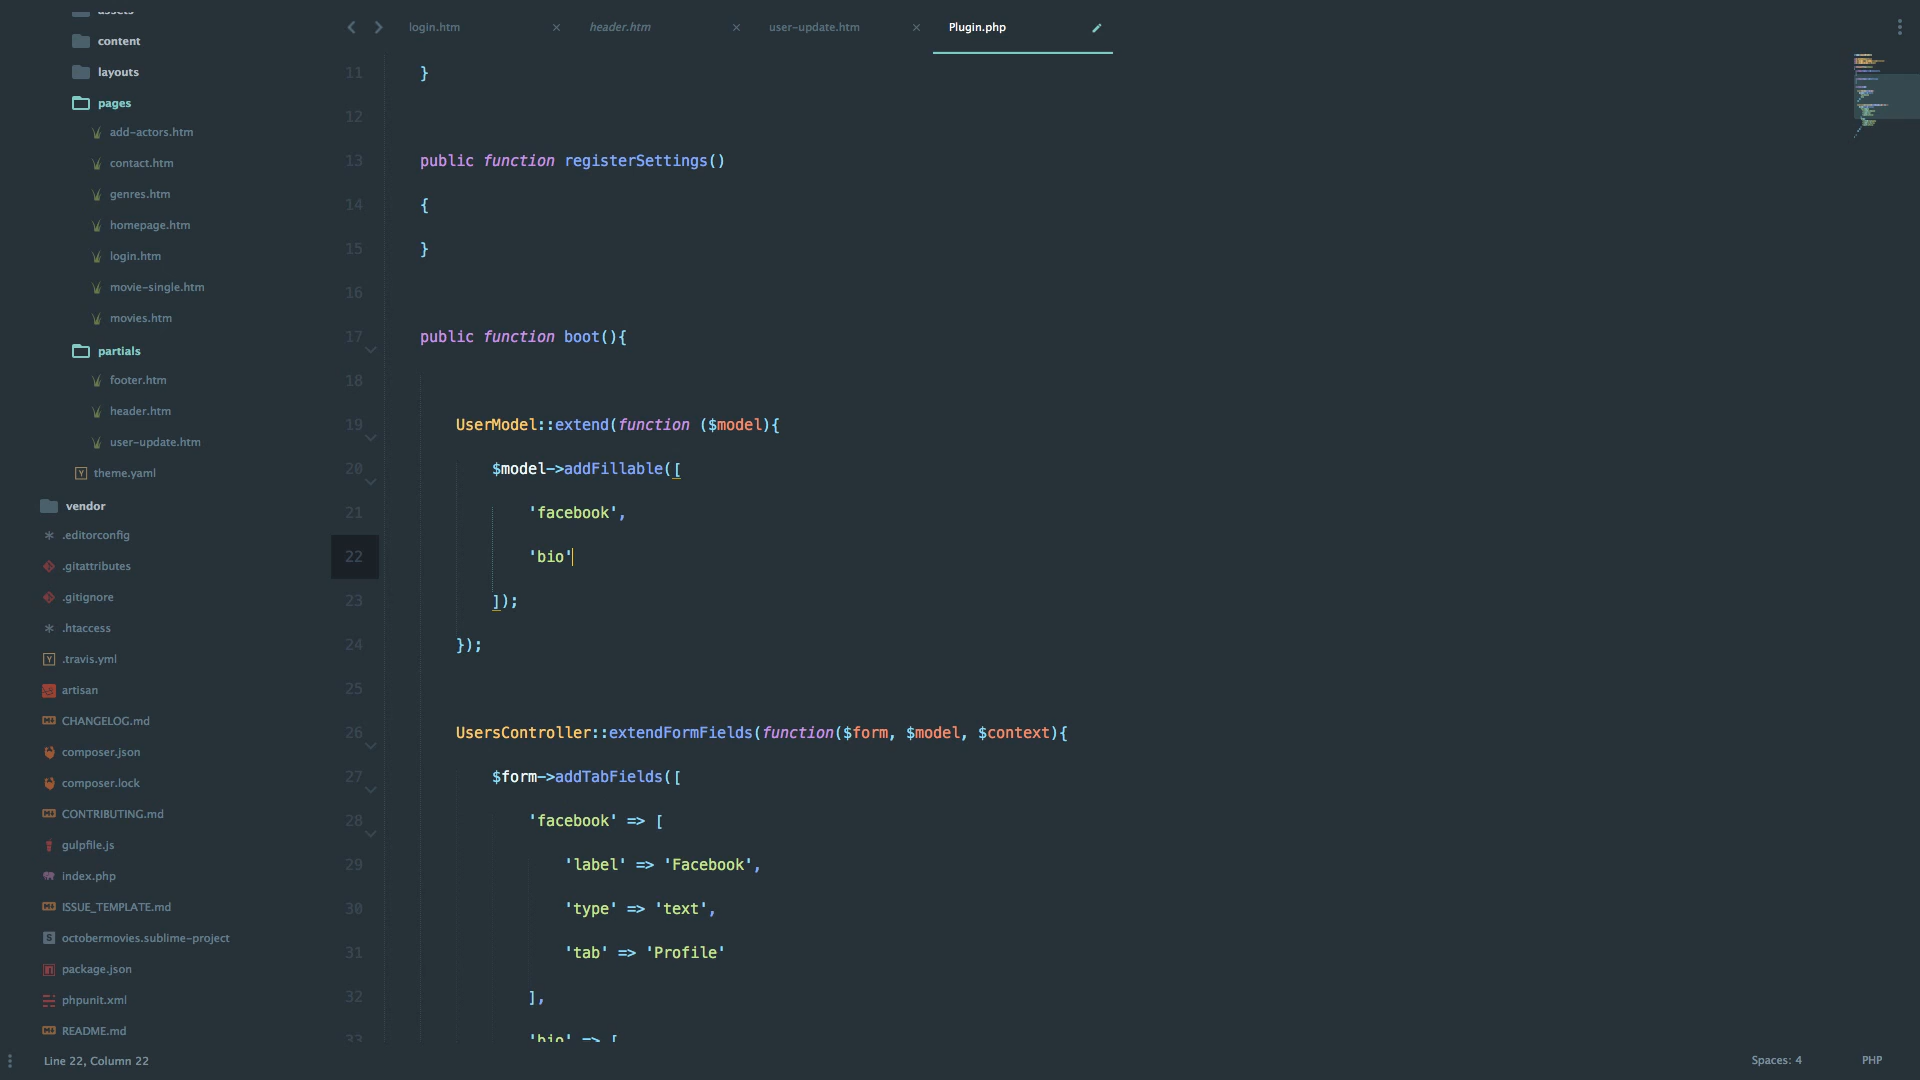 assets
content
layouts
pages
add-actors.htm
contact.htm
genres.htm
homepage.htm
login.htm
movie-single.htm
movies.htm
partials
footer.htm
header.htm
user-update.htm
theme.yaml
vendor
.editorconfig
.gitattributes
.gitignore
.htaccess
.travis.yml
artisan
CHANGELOG.md
composer.json
composer.lock
CONTRIBUTING.md
gulpfile.js
index.php
ISSUE_TEMPLATE.md
octobermovies.sublime-project
package.json
phpunit.xml
README.md
login.htm header.htm user-update.htm Plugin.php
11 }
12
13 public function registerSettings()
14 {
15 }
16
17 public function boot(){
18
19 UserModel::extend(function ($model){
20 $model->addFillable([
21 'facebook',
22 'bio'
23 ]);
24 });
25
26 UsersController::extendFormFields(function($form, $model, $context){
27 $form->addTabFields([
28 'facebook' => [
29 'label' => 'Facebook',
30 'type' => 'text',
31 'tab' => 'Profile'
32 ],
33 'bio' => [
Line 22, Column 22 Spaces: 4 PHP